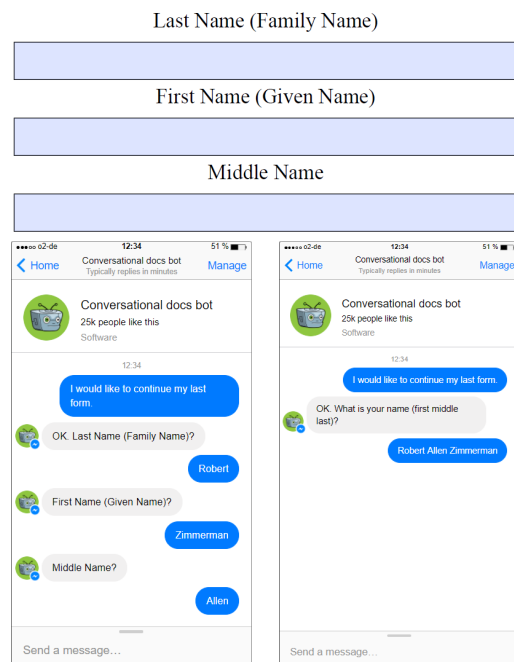 Last Name (Family Name)
First Name (Given Name)
Middle Name
o2-de 12:34 51 %
Home Conversational docs bot Manage
Typically replies in minutes
Conversational docs bot
25k people like this
Software
12:34
I would like to continue my last
form.
OK. Last Name (Family Name)?
Robert
First Name (Given Name)?
Zimmerman
Middle Name?
Allen
Send a message...
o2-de 12:34 51 %
Home Conversational docs bot Manage
Typically replies in minutes
Conversational docs bot
25k people like this
Software
12:34
I would like to continue my last form.
OK. What is your name (first middle
last)?
Robert Allen Zimmerman
Send a message...